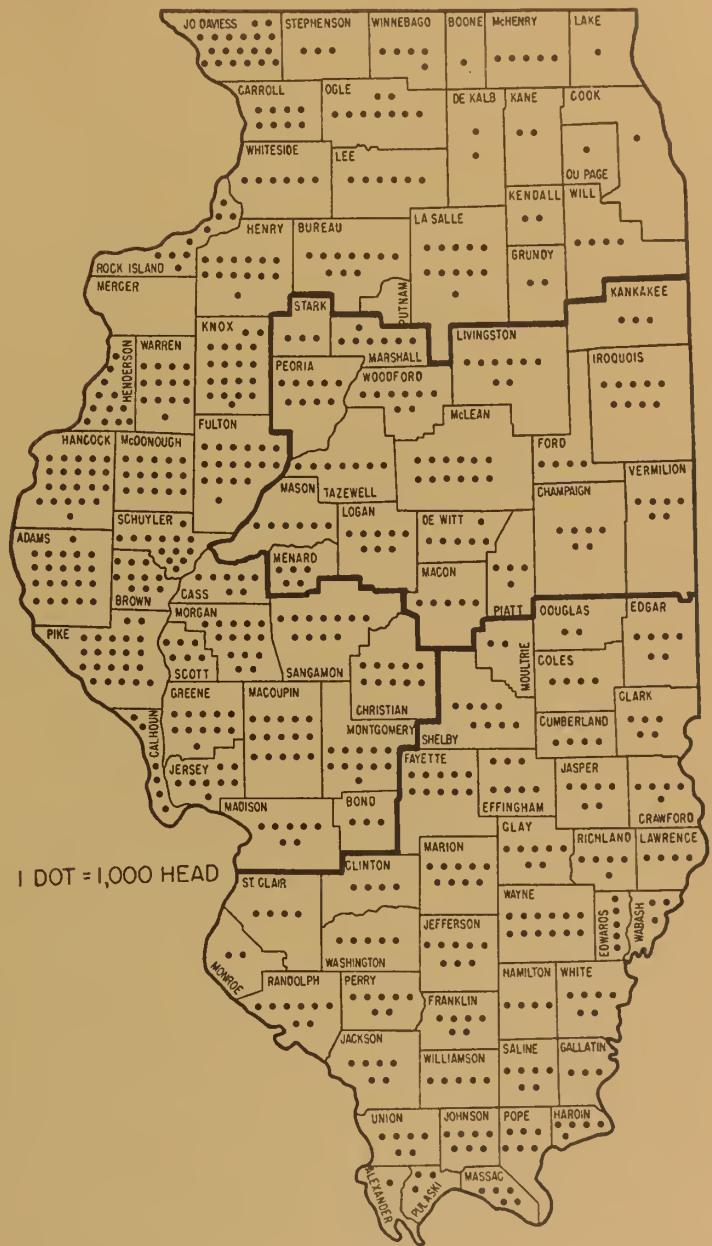 JO DAVIESS STEPHENSON WINNEBAGO BOONE McHENRY LAKE
CARROLL OGLE DE KALB KANE COOK
WHITESIDE LEE DU PAGE
KENDALL WILL
HENRY BUREAU LA SALLE
GRUNDY
ROCK ISLAND
MERCER PUTNAM KANKAKEE
STARK
KNOX MARSHALL LIVINGSTON
HENDERSON WARREN PEORIA WOODFORD IROQUOIS
McLEAN
FULTON
HANCOCK McDONOUGH FORD
TAZEWELL VERMILION
MASON CHAMPAIGN
SCHUYLER LOGAN DE WITT
ADAMS
MENARD MACON
BROWN CASS PIATT
MORGAN DOUGLAS EDGAR
PIKE MOULTRIE
SCOTT SANGAMON COLES
GREENE MACOUPIN CHRISTIAN CLARK
CALHOUN MONTGOMERY CUMBERLAND
SHELBY
FAYETTE JASPER
JERSEY
MADISON BOND EFFINGHAM CRAWFORD
CLAY
RICHLAND LAWRENCE
MARION
CLINTON
1 DOT = 1,000 HEAD
ST. CLAIR
WAYNE
JEFFERSON EDWARDS WABASH
MONROE WASHINGTON
RANDOLPH PERRY HAMILTON WHITE
FRANKLIN
JACKSON
WILLIAMSON SALINE GALLATIN
UNION JOHNSON POPE HARDIN
ALEXANDER PULASKI MASSAC